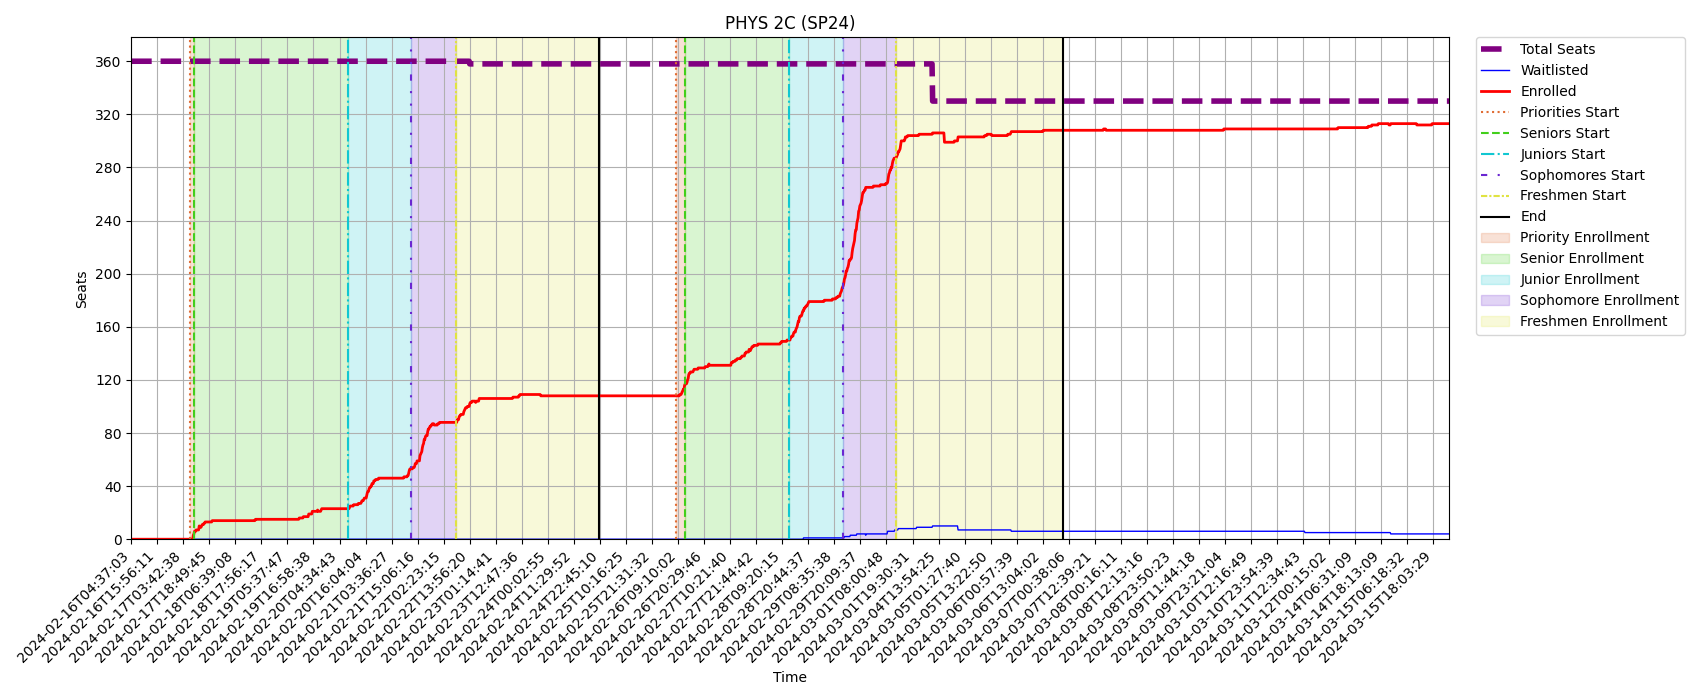 PHYS 2C (SP24)
Seats
360
320
280
240
200
160
120
80
40
0
2024-02-16T04:37:03
2024-02-16T15:56:11
2024-02-17T03:42:38
2024-02-17T18:49:45
2024-02-18T06:39:08
2024-02-18T17:56:17
2024-02-19T05:37:47
2024-02-19T16:58:38
2024-02-20T04:34:43
2024-02-20T16:04:04
2024-02-21T03:36:27
2024-02-21T15:06:16
2024-02-22T02:23:15
2024-02-22T13:56:20
2024-02-23T01:14:41
2024-02-23T12:47:36
2024-02-24T00:02:55
2024-02-24T11:29:52
2024-02-24T22:45:10
2024-02-25T10:16:25
2024-02-25T21:31:32
2024-02-26T09:10:02
2024-02-26T20:29:46
2024-02-27T10:21:40
2024-02-27T21:44:42
2024-02-28T09:20:15
2024-02-28T20:44:37
2024-02-29T08:35:38
2024-02-29T20:09:37
2024-03-01T08:00:48
2024-03-01T19:30:31
2024-03-04T13:54:25
2024-03-05T01:27:40
2024-03-05T13:22:50
2024-03-06T00:57:39
2024-03-06T13:04:02
2024-03-07T00:38:06
2024-03-07T12:39:21
2024-03-08T00:16:11
2024-03-08T12:13:16
2024-03-08T23:50:23
2024-03-09T11:44:18
2024-03-09T23:21:04
2024-03-10T12:16:49
2024-03-10T23:54:39
2024-03-11T12:34:43
2024-03-12T00:15:02
2024-03-14T06:31:09
2024-03-14T18:13:09
2024-03-15T06:18:32
2024-03-15T18:03:29
Time
Total Seats
Waitlisted
Enrolled
Priorities Start
Seniors Start
Juniors Start
Sophomores Start
Freshmen Start
End
Priority Enrollment
Senior Enrollment
Junior Enrollment
Sophomore Enrollment
Freshmen Enrollment